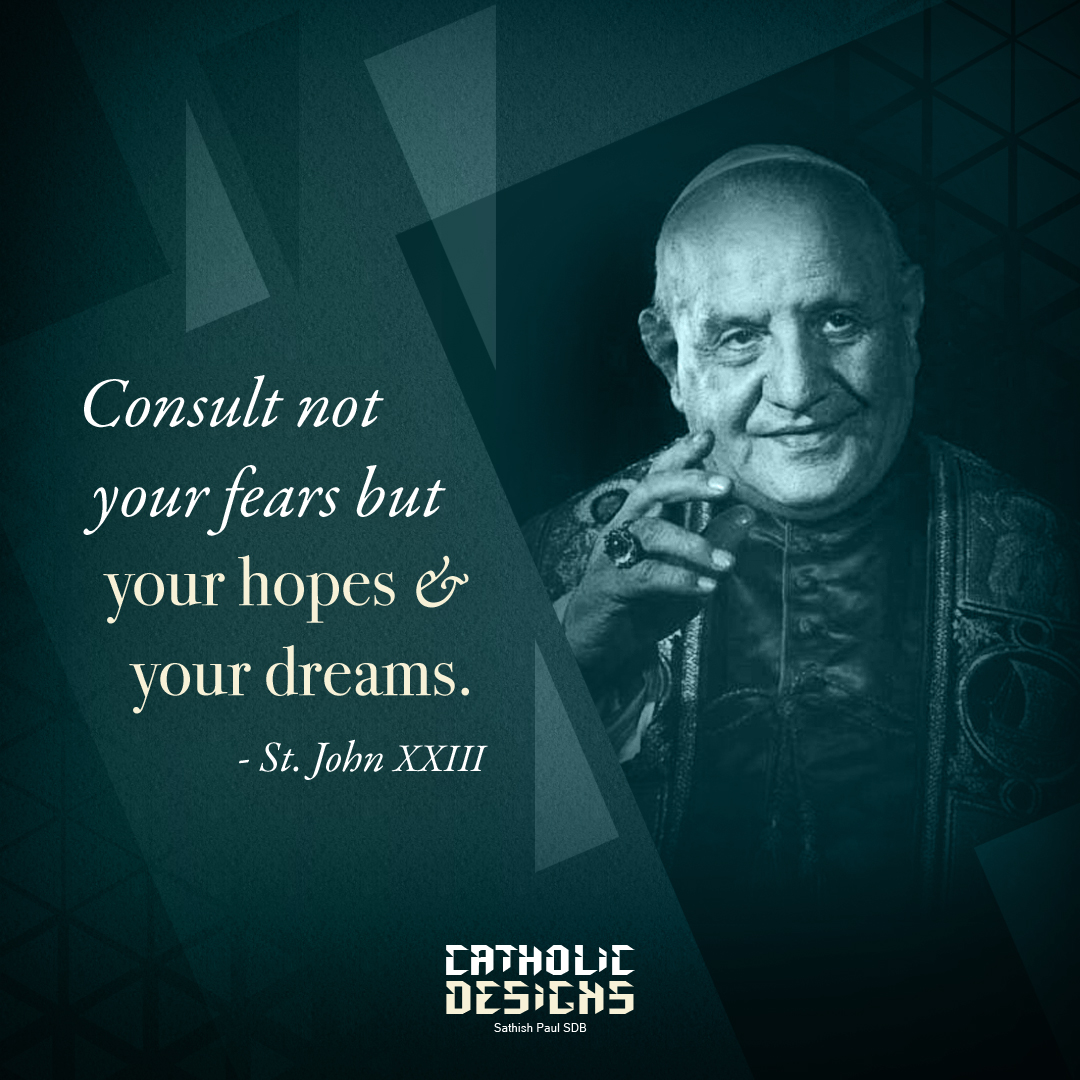 Consult not
your fears but
your hopes &
your dreams.
- St. John XXIII
CATHOLIC
DESIGNS
Sathish Paul SDB